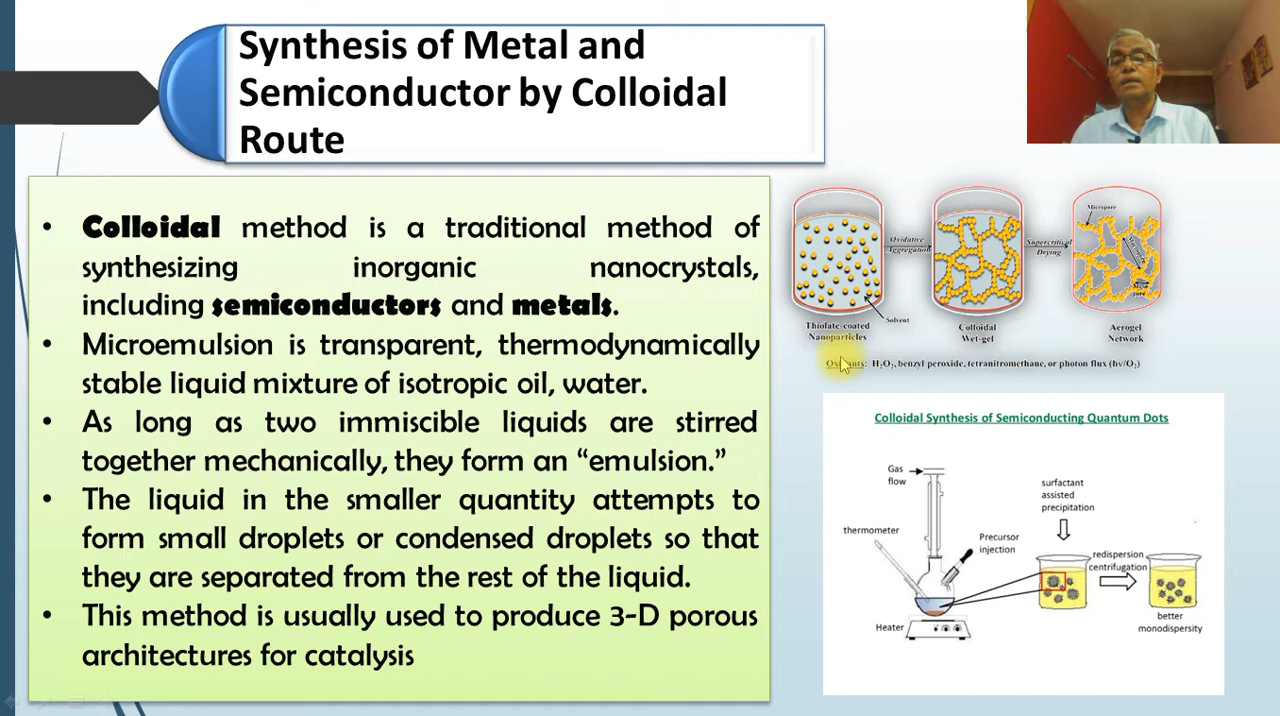 Synthesis of Metal and
Semiconductor by Colloidal
Route
• Colloidal method is a traditional method of
synthesizing inorganic nanocrystals,
including semiconductors and metals.
• Microemulsion is transparent, thermodynamically
stable liquid mixture of isotropic oil, water.
• As long as two immiscible liquids are stirred
together mechanically, they form an “emulsion.”
• The liquid in the smaller quantity attempts to
form small droplets or condensed droplets so that
they are separated from the rest of the liquid.
• This method is usually used to produce 3-D porous
architectures for catalysis
Oxidative
Aggregation
Supercritical
Drying
Micropore
Solvent
Thiolate-coated
Nanoparticles
Colloidal
Wet-gel
Aerogel
Network
Oxidants: H₂O₂, benzyl peroxide, tetranitromethane, or photon flux (hν/O₂)
Colloidal Synthesis of Semiconducting Quantum Dots
Gas
flow
thermometer
Precursor
injection
Heater
surfactant
assisted
precipitation
redispersion
centrifugation
better
monodispersity